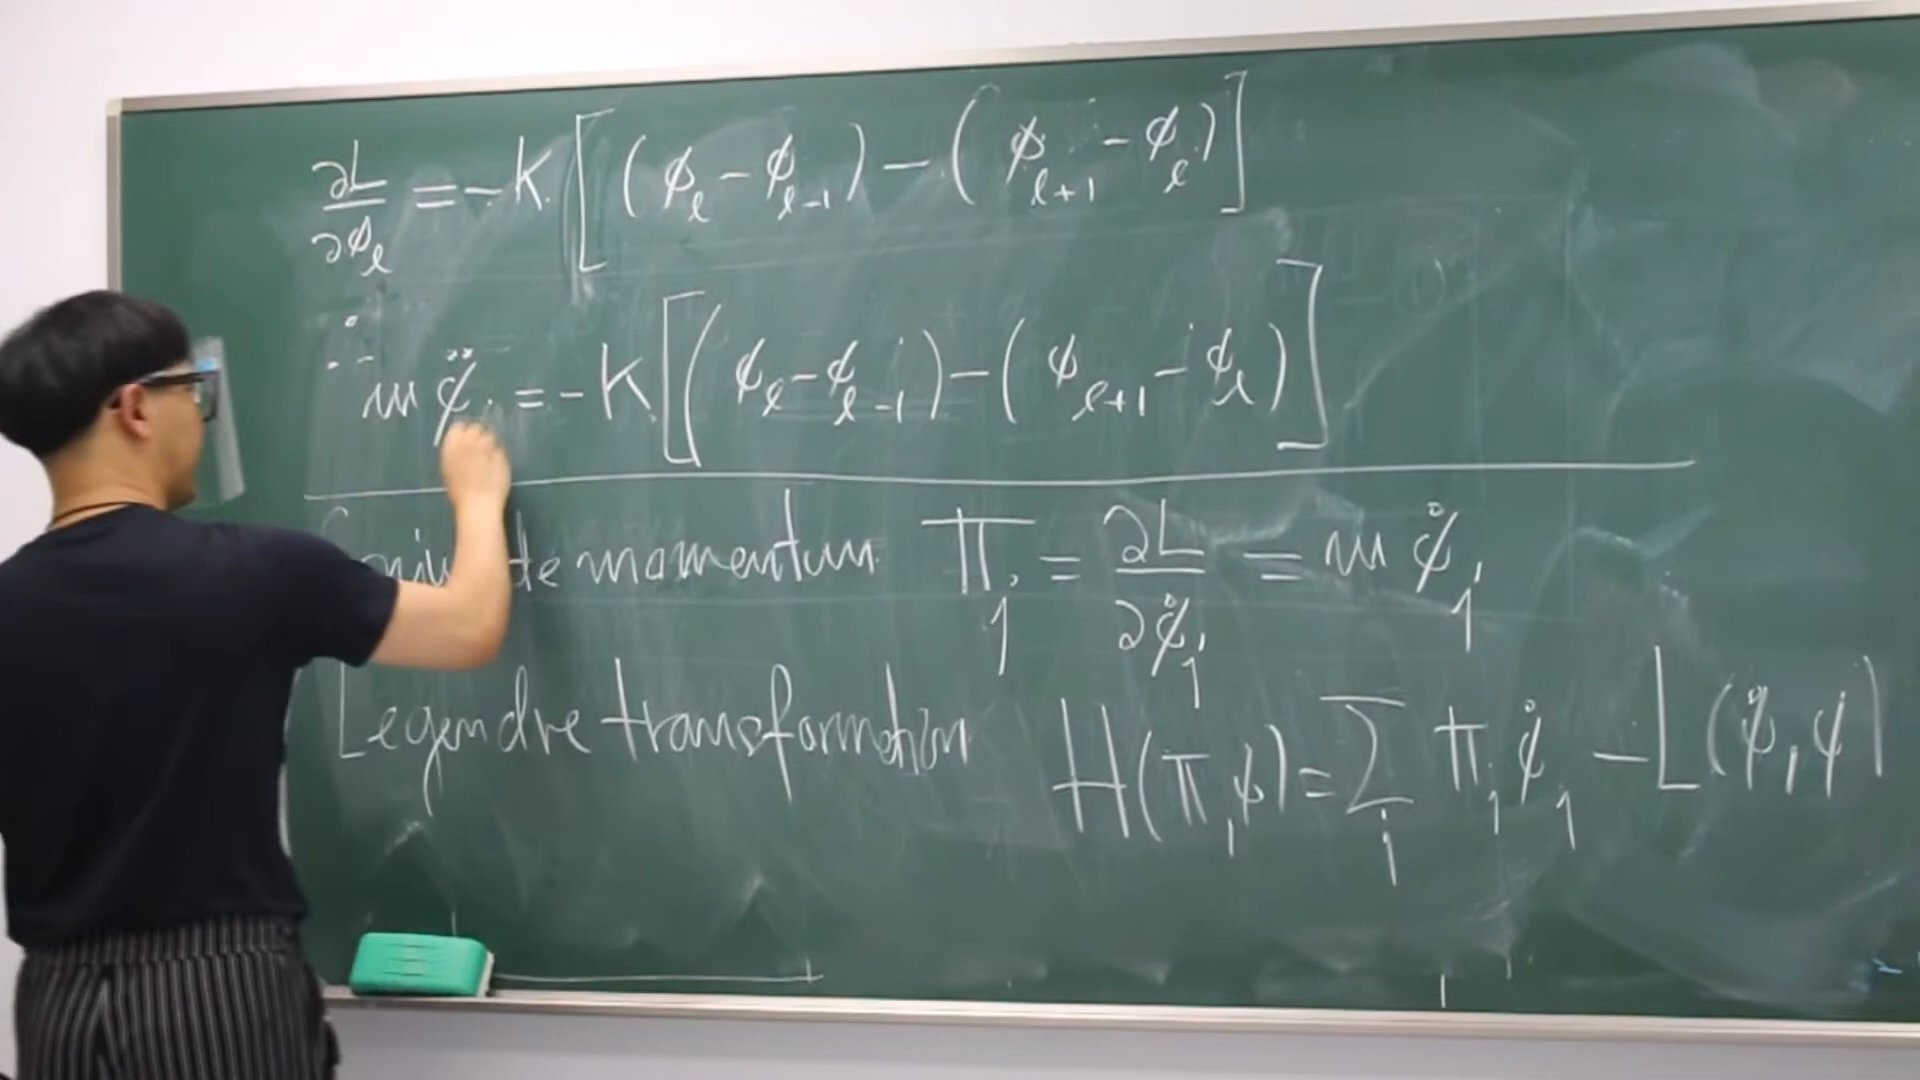 ∂L/∂ϕ_ℓ = -K[(ϕ_ℓ - ϕ_{ℓ-1}) - (ϕ_{ℓ+1} - ϕ_ℓ)]
∴ m ϕ̈ = -K[(ϕ_ℓ - ϕ_{ℓ-1}) - (ϕ_{ℓ+1} - ϕ_ℓ)]
momentum π_i = ∂L/∂ϕ̇_i = m ϕ̇_i
Legendre transformation H(π, ϕ) = Σ_i π_i ϕ̇_i - L(ϕ̇, ϕ)